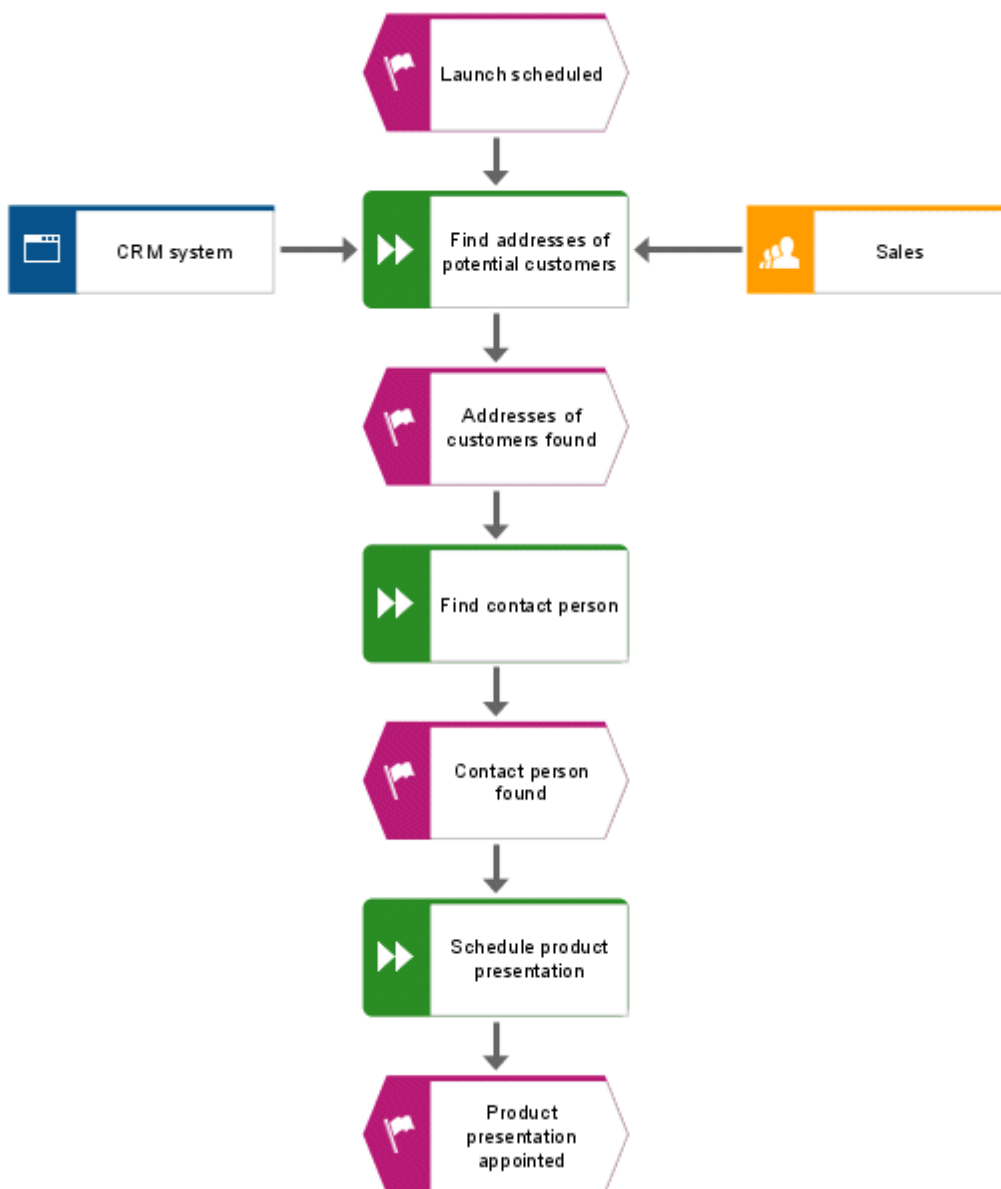 Launch scheduled
CRM system
Find addresses of
potential customers
Sales
Addresses of
customers found
Find contact person
Contact person
found
Schedule product
presentation
Product
presentation
appointed